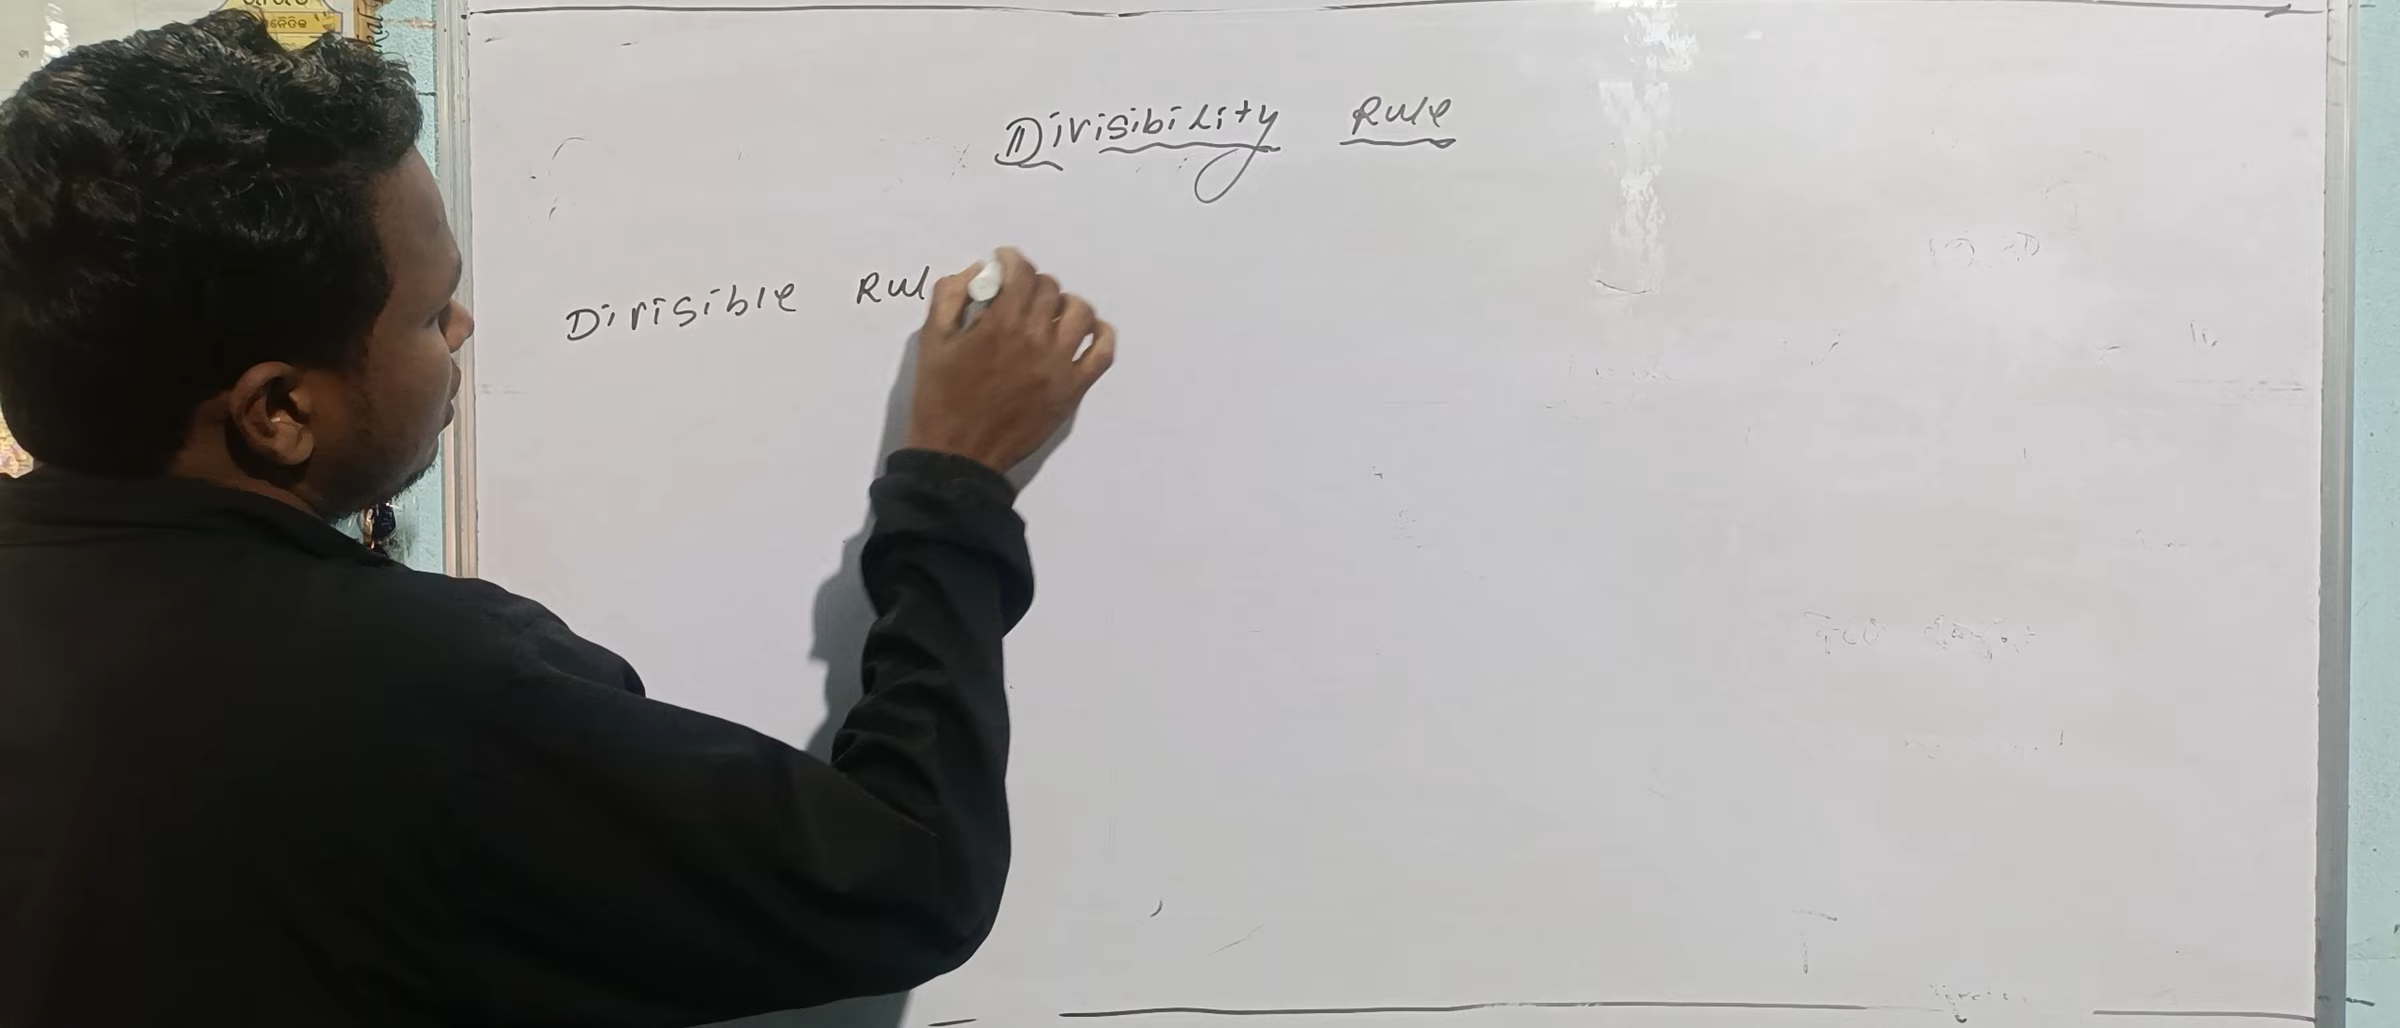 ନୈତିକ
Divisibility Rule
Divisible Rul